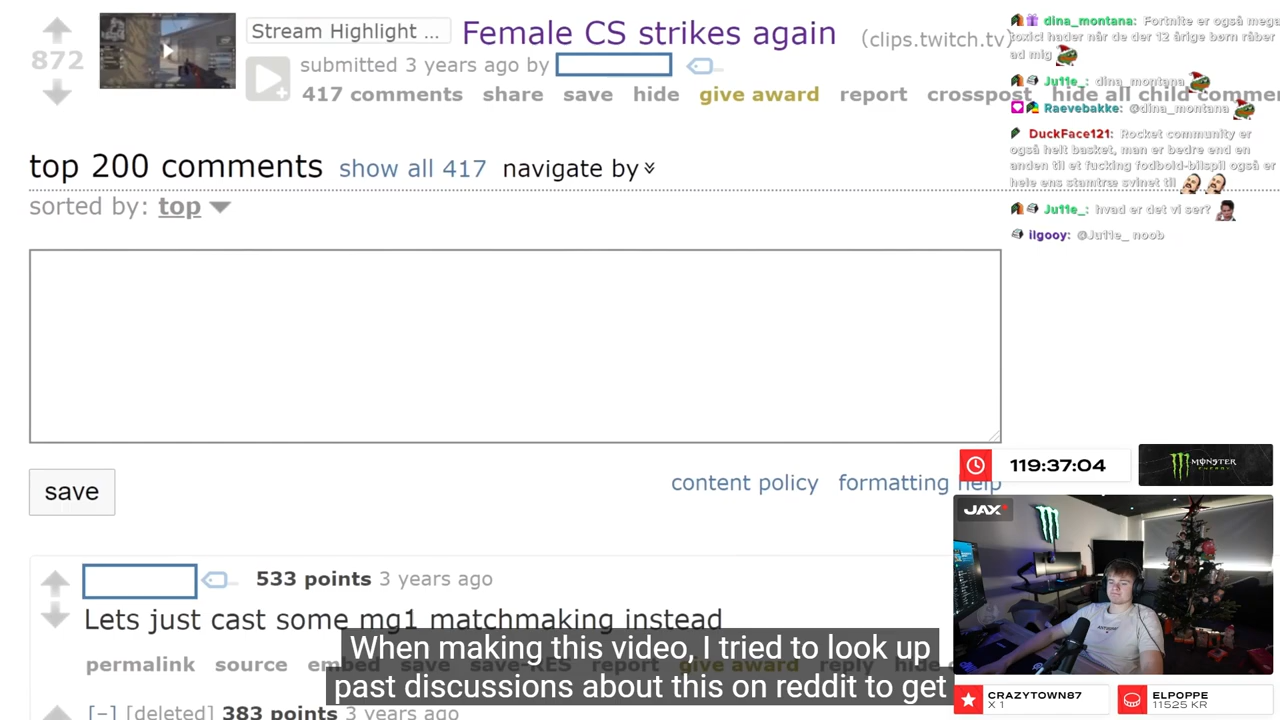 Stream Highlight ... Female CS strikes again (clips.twitch.tv)
872
submitted 3 years ago by
417 comments share save hide give award report crosspost hide all child comme
top 200 comments show all 417 navigate by
sorted by: top
save
content policy formatting help
533 points 3 years ago
Lets just cast some mg1 matchmaking instead
permalink source embed save save-RES report give award reply hide
[–] [deleted] 383 points 3 years ago
When making this video, I tried to look up
past discussions about this on reddit to get
dina_montana: Fortnite er også mega
toxic! hader når de der 12 årige børn råber
ad mig
Ju11e_: dina_montana
Raevebakke: @dina_montana
DuckFace121: Rocket community er
også helt basket, man er bedre end en
anden til et fucking fodbold-bilspil også er
hele ens stamtræ svinet til
Ju11e_: hvad er det vi ser?
ilgooy: @Ju11e_ noob
119:37:04
MONSTER
ENERGY
JAX
CRAZYTOWN87
X 1
ELPOPPE
11525 KR